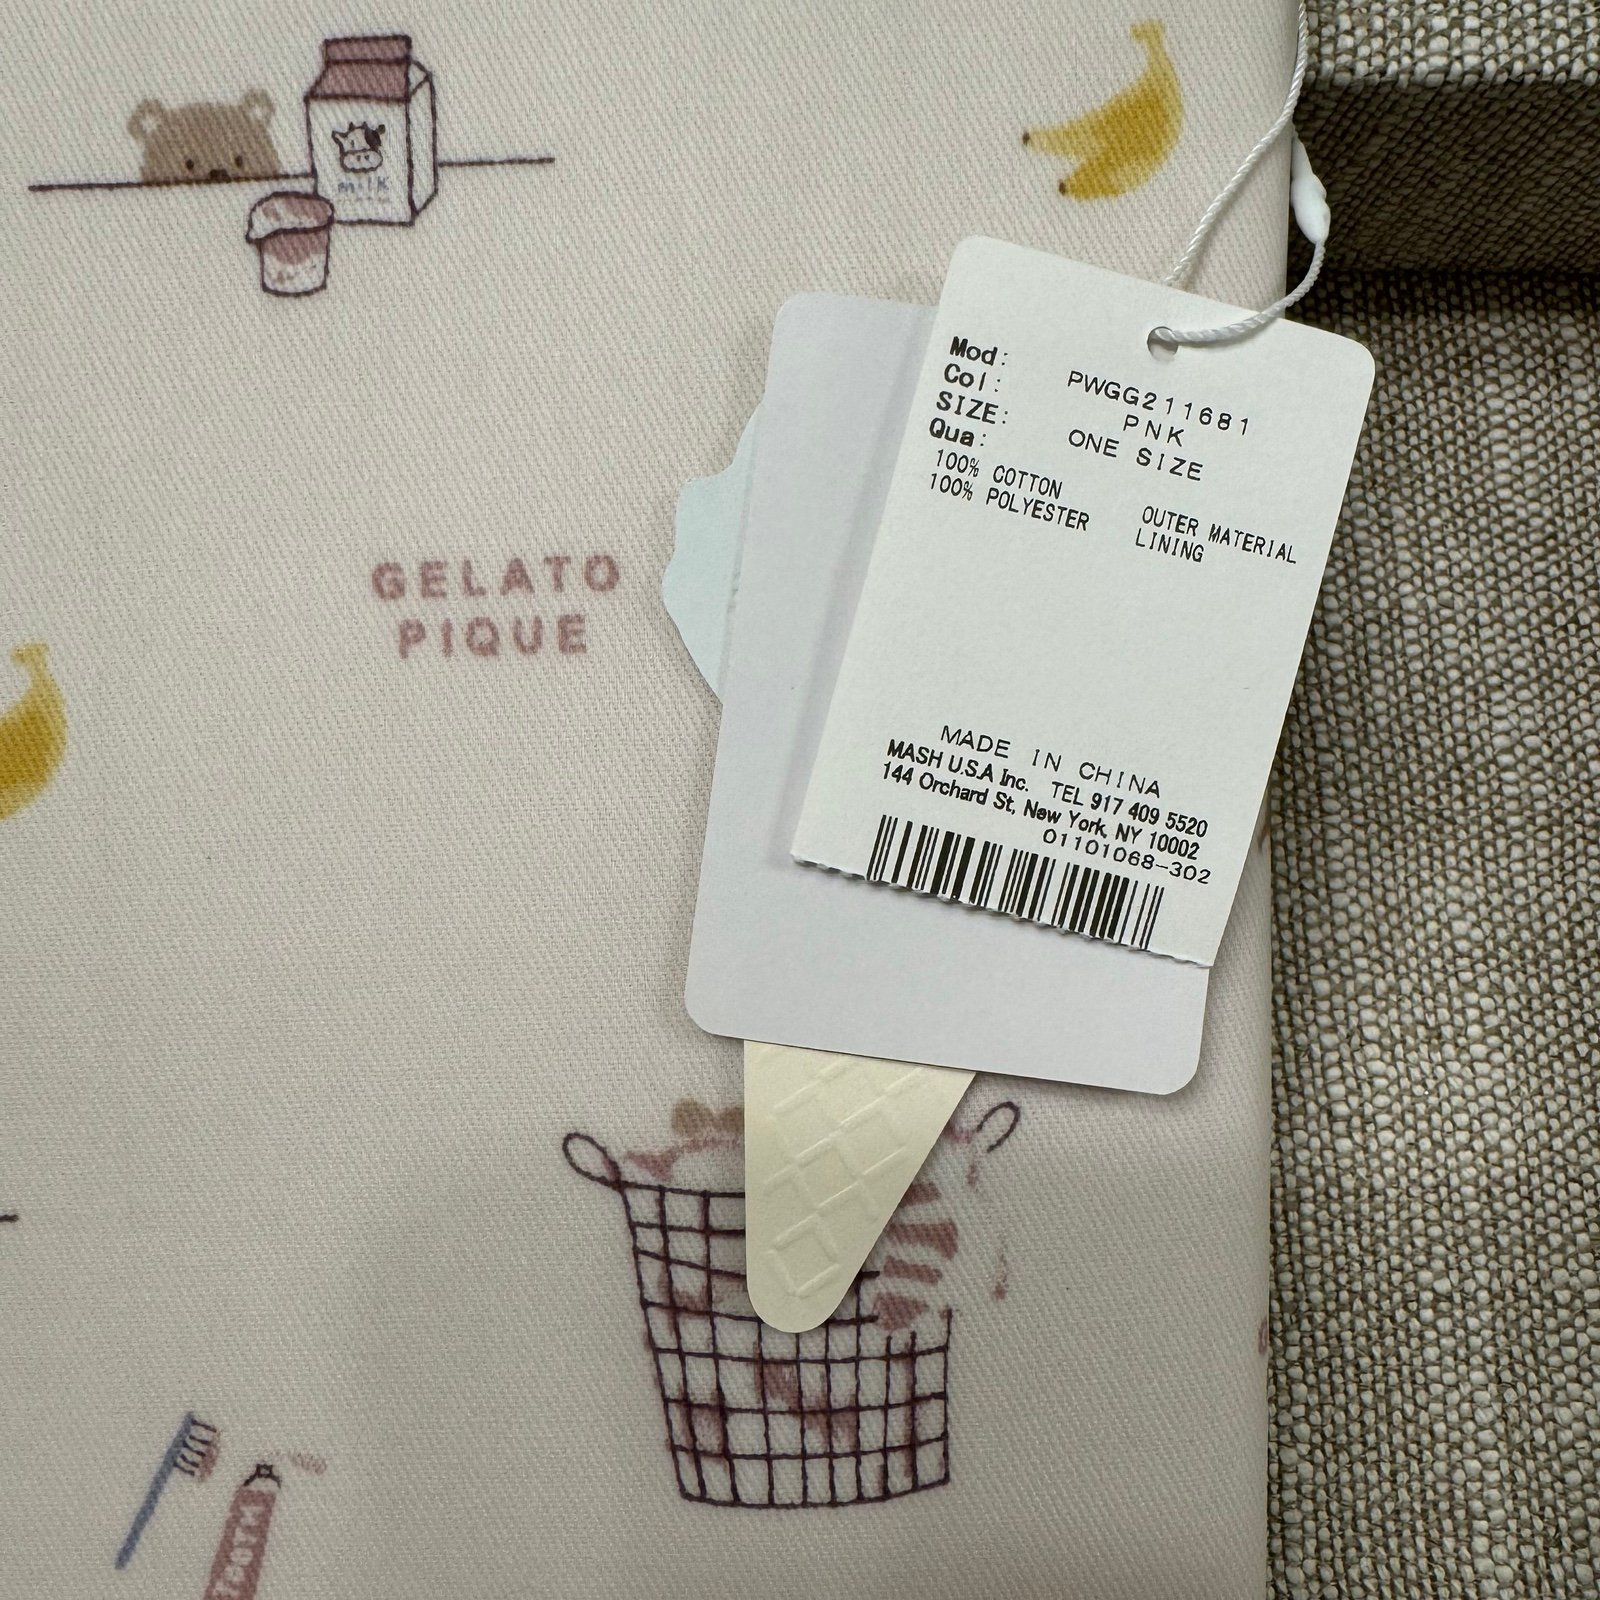 milk
GELATO
PIQUE
Mod: PWGG211681
Col: PNK
SIZE: ONE SIZE
Qua:
100% COTTON OUTER MATERIAL
100% POLYESTER LINING
MADE IN CHINA
MASH U.S.A Inc. TEL 917 409 5520
144 Orchard St, New York, NY 10002
01101068-302